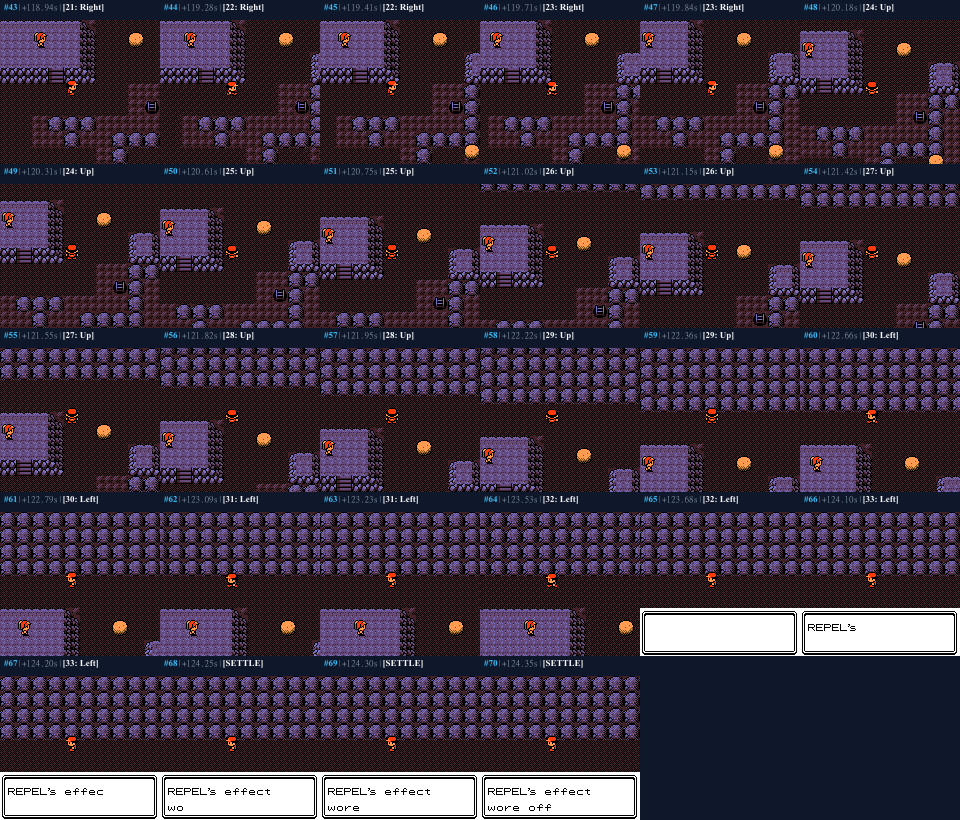 #43|+118.94s|[21: Right]
#44|+119.28s|[22: Right]
#45|+119.41s|[22: Right]
#46|+119.71s|[23: Right]
#47|+119.84s|[23: Right]
#48|+120.18s|[24: Up]
#49|+120.31s|[24: Up]
#50|+120.61s|[25: Up]
#51|+120.75s|[25: Up]
#52|+121.02s|[26: Up]
#53|+121.15s|[26: Up]
#54|+121.42s|[27: Up]
#55|+121.55s|[27: Up]
#56|+121.82s|[28: Up]
#57|+121.95s|[28: Up]
#58|+122.22s|[29: Up]
#59|+122.36s|[29: Up]
#60|+122.66s|[30: Left]
#61|+122.79s|[30: Left]
#62|+123.09s|[31: Left]
#63|+123.23s|[31: Left]
#64|+123.53s|[32: Left]
#65|+123.68s|[32: Left]
#66|+124.10s|[33: Left]
REPEL's
#67|+124.20s|[33: Left]
#68|+124.25s|[SETTLE]
#69|+124.30s|[SETTLE]
#70|+124.35s|[SETTLE]
REPEL's effec
REPEL's effect
wo
REPEL's effect
wore
REPEL's effect
wore off